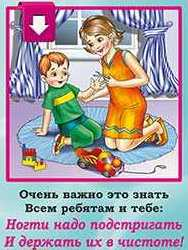 Очень важно это знать
Всем ребятам и тебе:
Ногти надо подстригать
И держать их в чистоте!